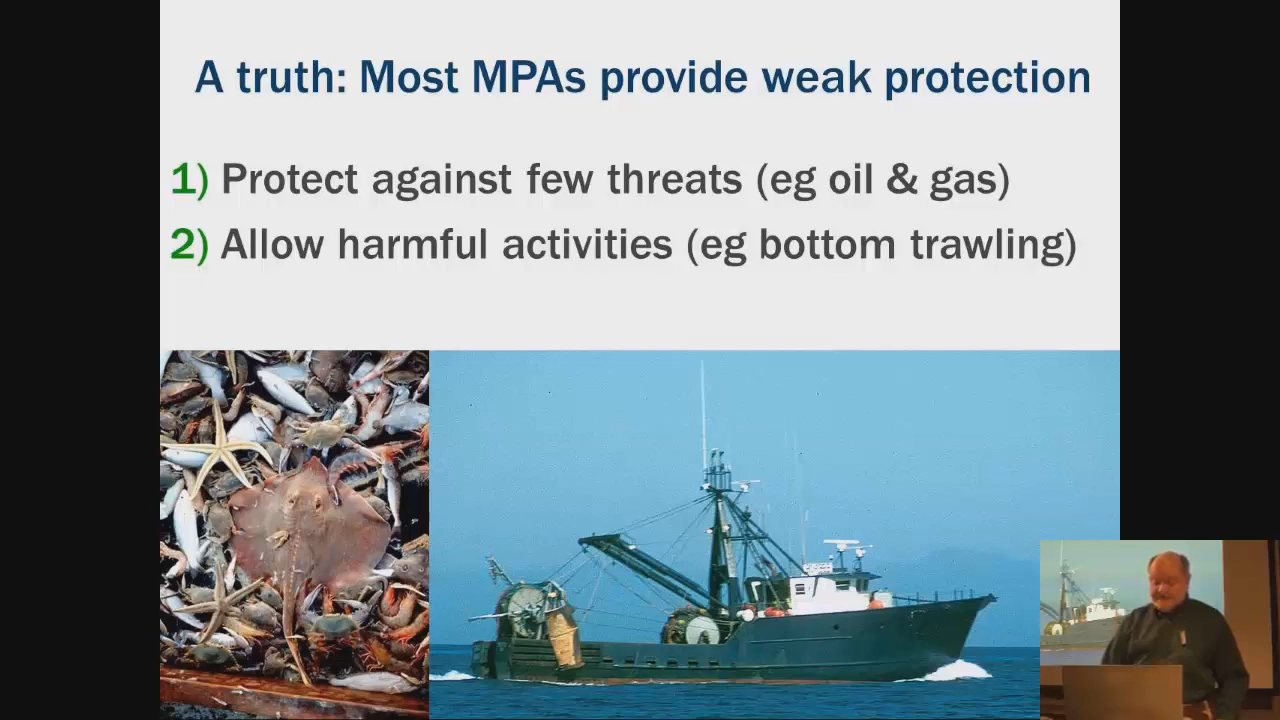 A truth: Most MPAs provide weak protection
1) Protect against few threats (eg oil & gas)
2) Allow harmful activities (eg bottom trawling)